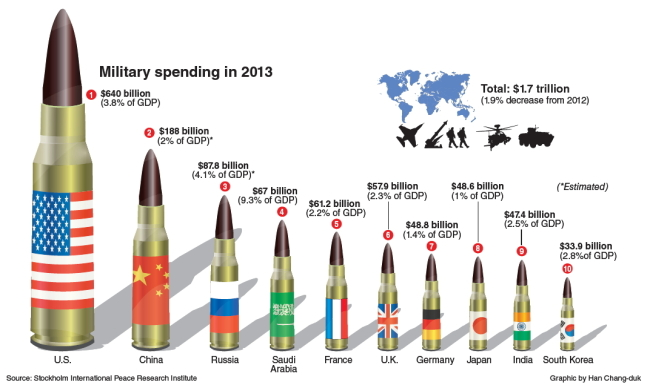 Military spending in 2013
Total: $1.7 trillion
(1.9% decrease from 2012)
(*Estimated)
1
$640 billion
(3.8% of GDP)
2
$188 billion
(2% of GDP)*
$87.8 billion
(4.1% of GDP)*
3
$67 billion
(9.3% of GDP)
4
$61.2 billion
(2.2% of GDP)
5
$57.9 billion
(2.3% of GDP)
6
$48.8 billion
(1.4% of GDP)
7
$48.6 billion
(1% of GDP)
8
$47.4 billion
(2.5% of GDP)
9
$33.9 billion
(2.8%of GDP)
10
U.S.
China
Russia
Saudi
Arabia
France
U.K.
Germany
Japan
India
South Korea
Source: Stockholm International Peace Research Institute
Graphic by Han Chang-duk